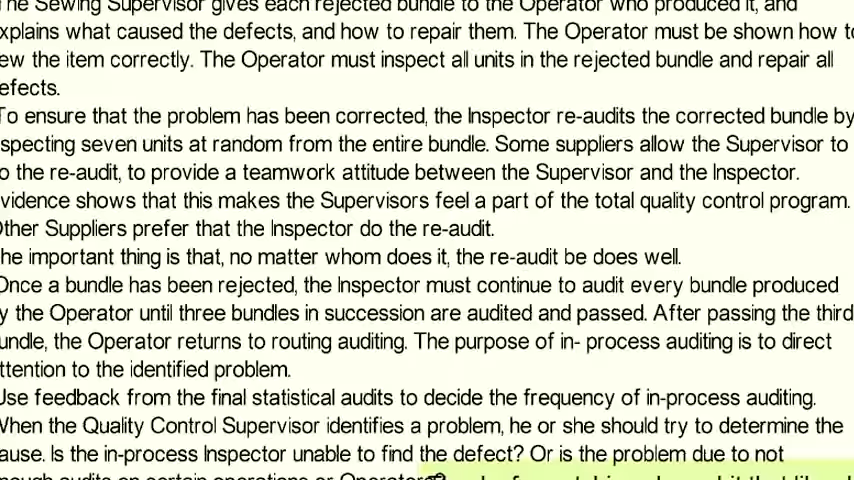 The Sewing Supervisor gives each rejected bundle to the Operator who produced it, and
xplains what caused the defects, and how to repair them. The Operator must be shown how to
ew the item correctly. The Operator must inspect all units in the rejected bundle and repair all
efects.
To ensure that the problem has been corrected, the Inspector re-audits the corrected bundle by
specting seven units at random from the entire bundle. Some suppliers allow the Supervisor to
o the re-audit, to provide a teamwork attitude between the Supervisor and the Inspector.
vidence shows that this makes the Supervisors feel a part of the total quality control program.
Other Suppliers prefer that the Inspector do the re-audit.
he important thing is that, no matter whom does it, the re-audit be does well.
Once a bundle has been rejected, the Inspector must continue to audit every bundle produced
y the Operator until three bundles in succession are audited and passed. After passing the third
undle, the Operator returns to routing auditing. The purpose of in- process auditing is to direct
ttention to the identified problem.
Use feedback from the final statistical audits to decide the frequency of in-process auditing.
When the Quality Control Supervisor identifies a problem, he or she should try to determine the
ause. Is the in-process Inspector unable to find the defect? Or is the problem due to not
nough audits on certain operations or Operators?